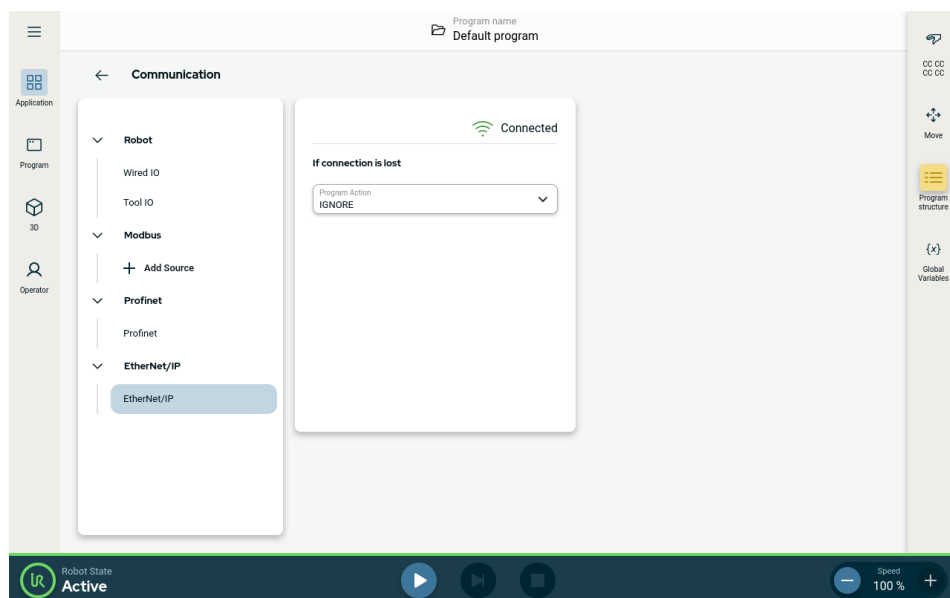 Program name
Default program
Application
Program
3D
Operator
Communication
Robot
Wired IO
Tool IO
Modbus
Add Source
Profinet
Profinet
EtherNet/IP
EtherNet/IP
Connected
If connection is lost
Program Action
IGNORE
CC CC
CC CC
Move
Program
structure
{x}
Global
Variables
UR
Robot State
Active
Speed
100 %